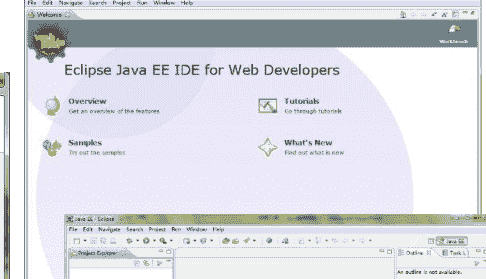 File Edit Navigate Search Project Run Window Help
Welcome
Workbench
Eclipse Java EE IDE for Web Developers
Overview
Get an overview of the features
Tutorials
Go through tutorials
Samples
Try out the samples
What's New
Find out what is new
Java EE - Eclipse
File Edit Navigate Search Project Run Window Help
Java EE
Project Explorer
Outline
Task L
An outline is not available.